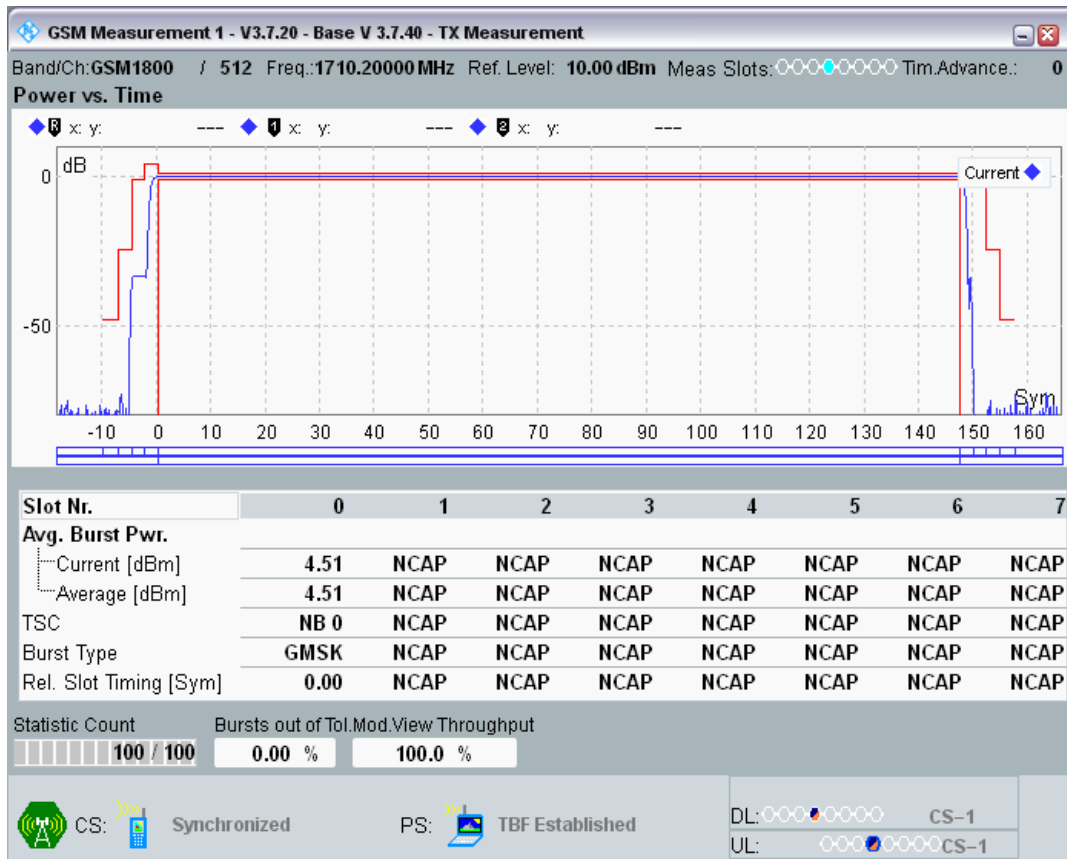 GSM Measurement 1 - V3.7.20 - Base V 3.7.40 - TX Measurement
Band/Ch:GSM1800 / 512 Freq.:1710.20000 MHz Ref. Level: 10.00 dBm Meas Slots: Tim.Advance.: 0
Power vs. Time
R x: y: --- 1 x: y: --- 2 x: y: ---
dB
0
Current
-50
Sym
-10 0 10 20 30 40 50 60 70 80 90 100 110 120 130 140 150 160
Slot Nr. 0 1 2 3 4 5 6 7
Avg. Burst Pwr.
Current [dBm] 4.51 NCAP NCAP NCAP NCAP NCAP NCAP NCAP
Average [dBm] 4.51 NCAP NCAP NCAP NCAP NCAP NCAP NCAP
TSC NB 0 NCAP NCAP NCAP NCAP NCAP NCAP NCAP
Burst Type GMSK NCAP NCAP NCAP NCAP NCAP NCAP NCAP
Rel. Slot Timing [Sym] 0.00 NCAP NCAP NCAP NCAP NCAP NCAP NCAP
Statistic Count Bursts out of Tol.Mod.View Throughput
100 / 100 0.00 % 100.0 %
CS: Synchronized PS: TBF Established DL: CS-1
UL: CS-1